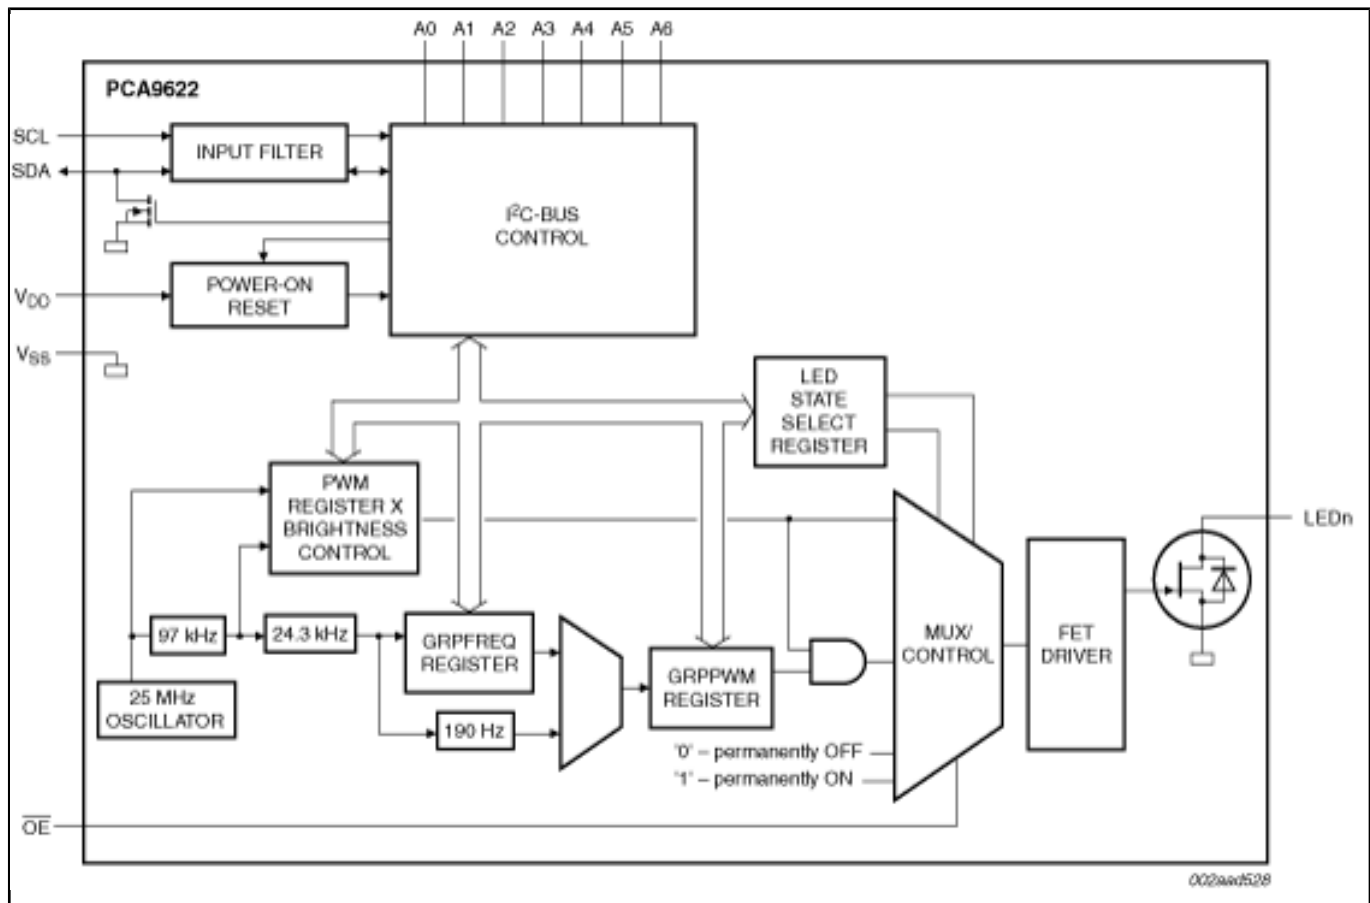 A0 A1 A2 A3 A4 A5 A6
PCA9622
SCL
SDA
INPUT FILTER
I²C-BUS
CONTROL
VDD
POWER-ON
RESET
VSS
LED
STATE
SELECT
REGISTER
PWM
REGISTER X
BRIGHTNESS
CONTROL
LEDn
97 kHz
24.3 kHz
GRPFREQ
REGISTER
GRPPWM
REGISTER
MUX/
CONTROL
FET
DRIVER
25 MHz
OSCILLATOR
190 Hz
'0' – permanently OFF
'1' – permanently ON
O̅E̅
002aad528